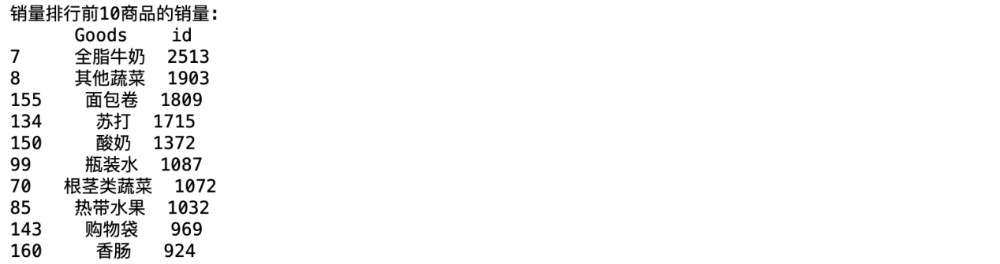 销量排行前10商品的销量:
Goods id
7 全脂牛奶 2513
8 其他蔬菜 1903
155 面包卷 1809
134 苏打 1715
150 酸奶 1372
99 瓶装水 1087
70 根茎类蔬菜 1072
85 热带水果 1032
143 购物袋 969
160 香肠 924